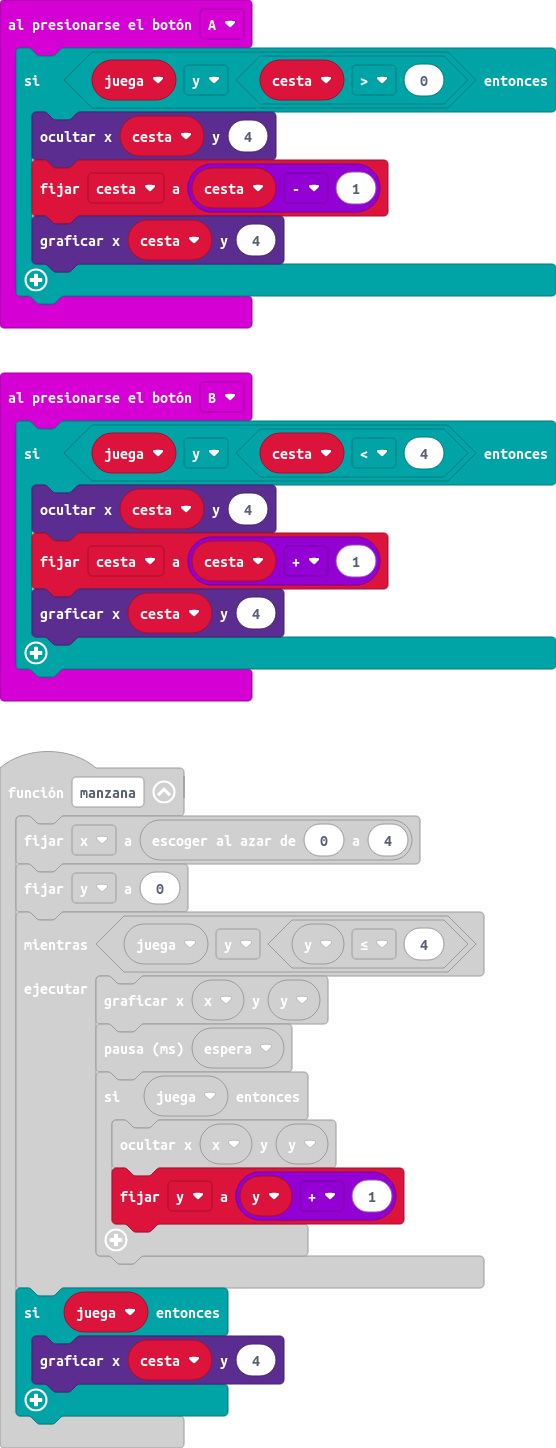 al presionarse el botón A
si juega y cesta > 0 entonces
ocultar x cesta y 4
fijar cesta a cesta - 1
graficar x cesta y 4
al presionarse el botón B
si juega y cesta < 4 entonces
ocultar x cesta y 4
fijar cesta a cesta + 1
graficar x cesta y 4
función manzana
fijar x a escoger al azar de 0 a 4
fijar y a 0
mientras juega y y ≤ 4
ejecutar
graficar x x y y
pausa (ms) espera
si juega entonces
ocultar x x y y
fijar y a y + 1
si juega entonces
graficar x cesta y 4